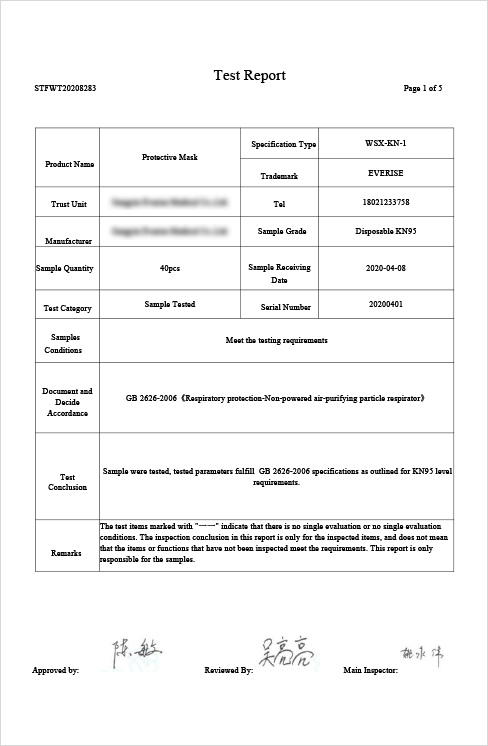 Test Report
STFWT20208283
Page 1 of 5
Product Name
Protective Mask
Specification Type
WSX-KN-1
Trademark
EVERISE
Trust Unit
Tel
18021233758
Manufacturer
Sample Grade
Disposable KN95
Sample Quantity
40pcs
Sample Receiving
Date
2020-04-08
Test Category
Sample Tested
Serial Number
20200401
Samples
Conditions
Meet the testing requirements
Document and
Decide
Accordance
GB 2626-2006《Respiratory protection-Non-powered air-purifying particle respirator》
Test
Conclusion
Sample were tested, tested parameters fulfill GB 2626-2006 specifications as outlined for KN95 level
requirements.
Remarks
The test items marked with "一一" indicate that there is no single evaluation or no single evaluation
conditions. The inspection conclusion in this report is only for the inspected items, and does not mean
that the items or functions that have not been inspected meet the requirements. This report is only
responsible for the samples.
Approved by:
陈敏
Reviewed By:
吴亮亮
Main Inspector: